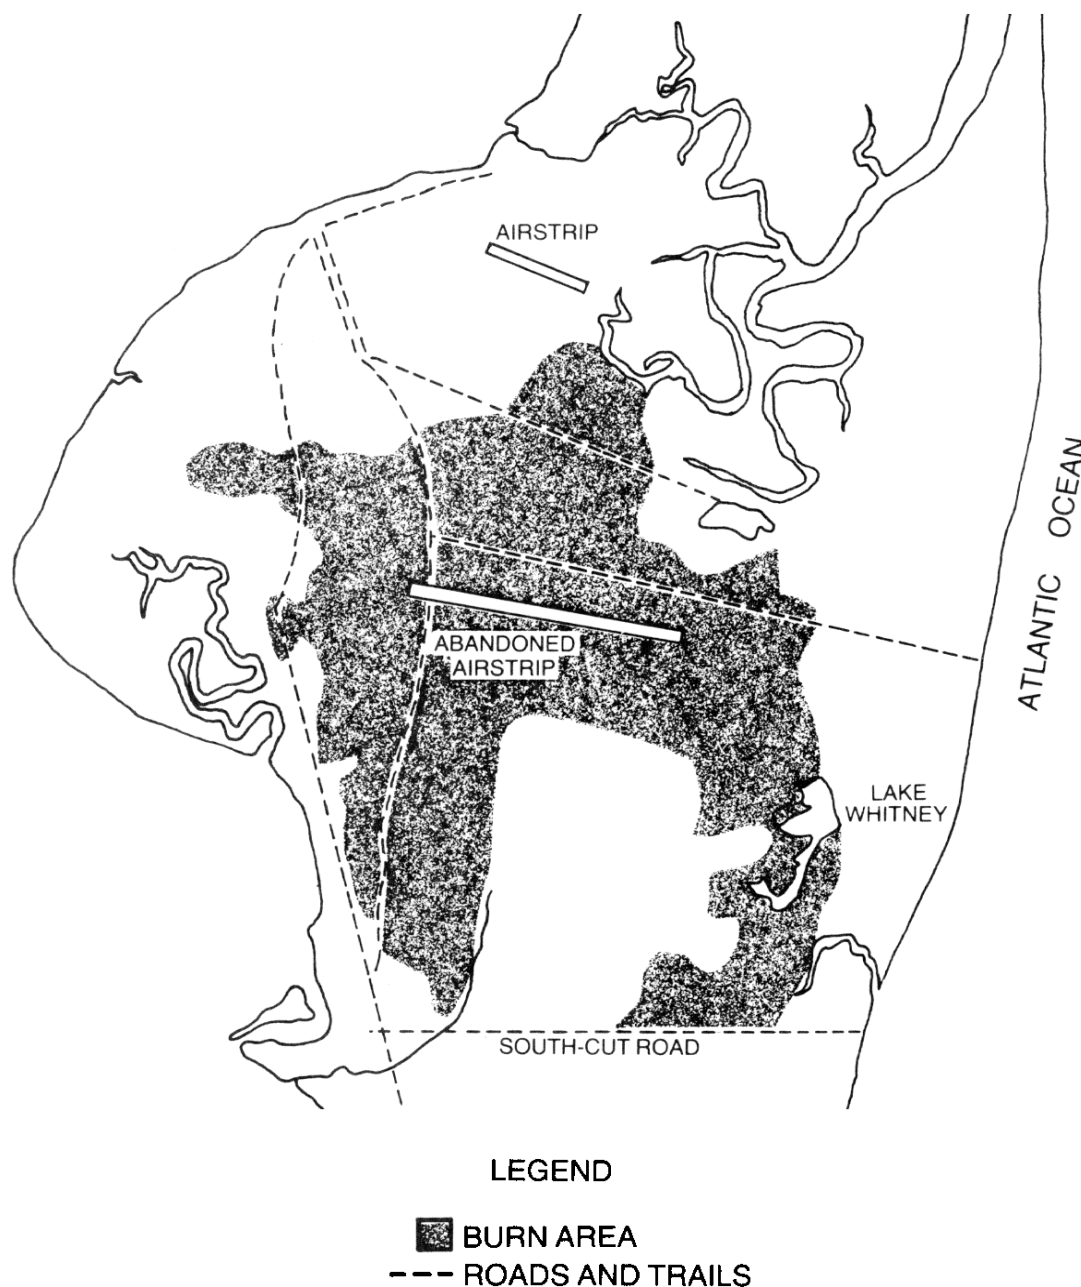 AIRSTRIP
ATLANTIC OCEAN
ABANDONED
AIRSTRIP
LAKE
WHITNEY
SOUTH-CUT ROAD
LEGEND
BURN AREA
ROADS AND TRAILS